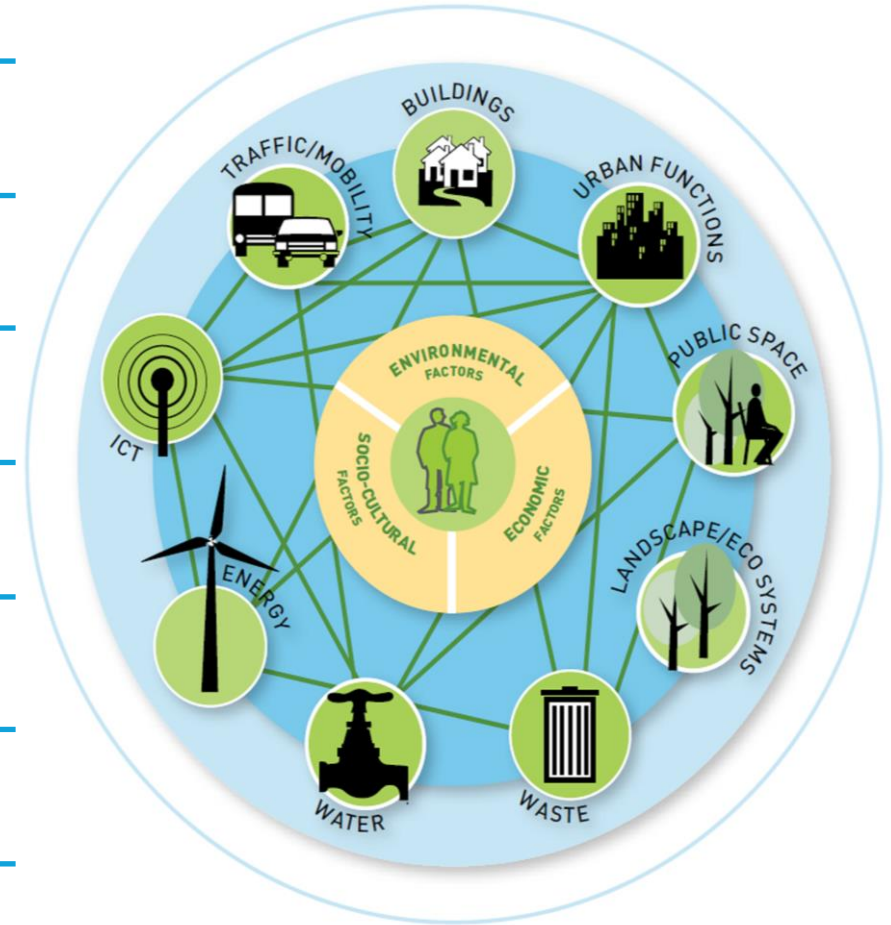 BUILDINGS
TRAFFIC/MOBILITY
URBAN FUNCTIONS
PUBLIC SPACE
ICT
ENVIRONMENTAL
FACTORS
SOCIO-CULTURAL
FACTORS
ECONOMIC
FACTORS
LANDSCAPE/ECO SYSTEMS
ENERGY
WATER
WASTE